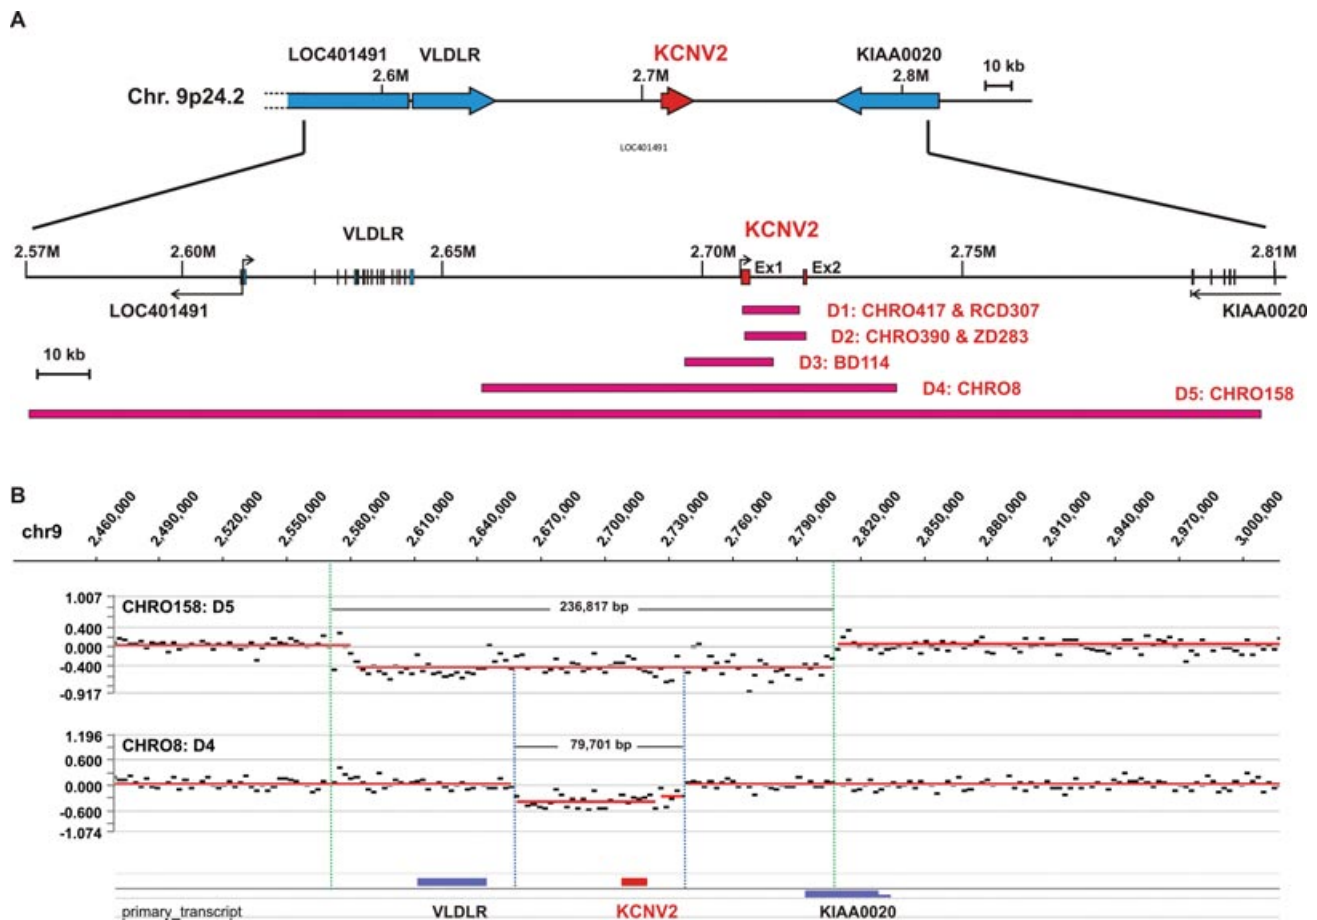 A
LOC401491 VLDLR KCNV2 KIAA0020
2.6M 2.7M 2.8M 10 kb
Chr. 9p24.2
LOC401491
VLDLR KCNV2
2.57M 2.60M 2.65M 2.70M 2.75M 2.81M
Ex1 Ex2
LOC401491 KIAA0020
D1: CHRO417 & RCD307
D2: CHRO390 & ZD283
10 kb
D3: BD114
D4: CHRO8
D5: CHRO158
B
chr9
2,460,000 2,490,000 2,520,000 2,550,000 2,580,000 2,610,000 2,640,000 2,670,000 2,700,000 2,730,000 2,760,000 2,790,000 2,820,000 2,850,000 2,880,000 2,910,000 2,940,000 2,970,000 3,000,000
1.007
CHRO158: D5
236,817 bp
0.400
0.000
-0.400
-0.917
1.196
CHRO8: D4
79,701 bp
0.600
0.000
-0.600
-1.074
primary_transcript VLDLR KCNV2 KIAA0020